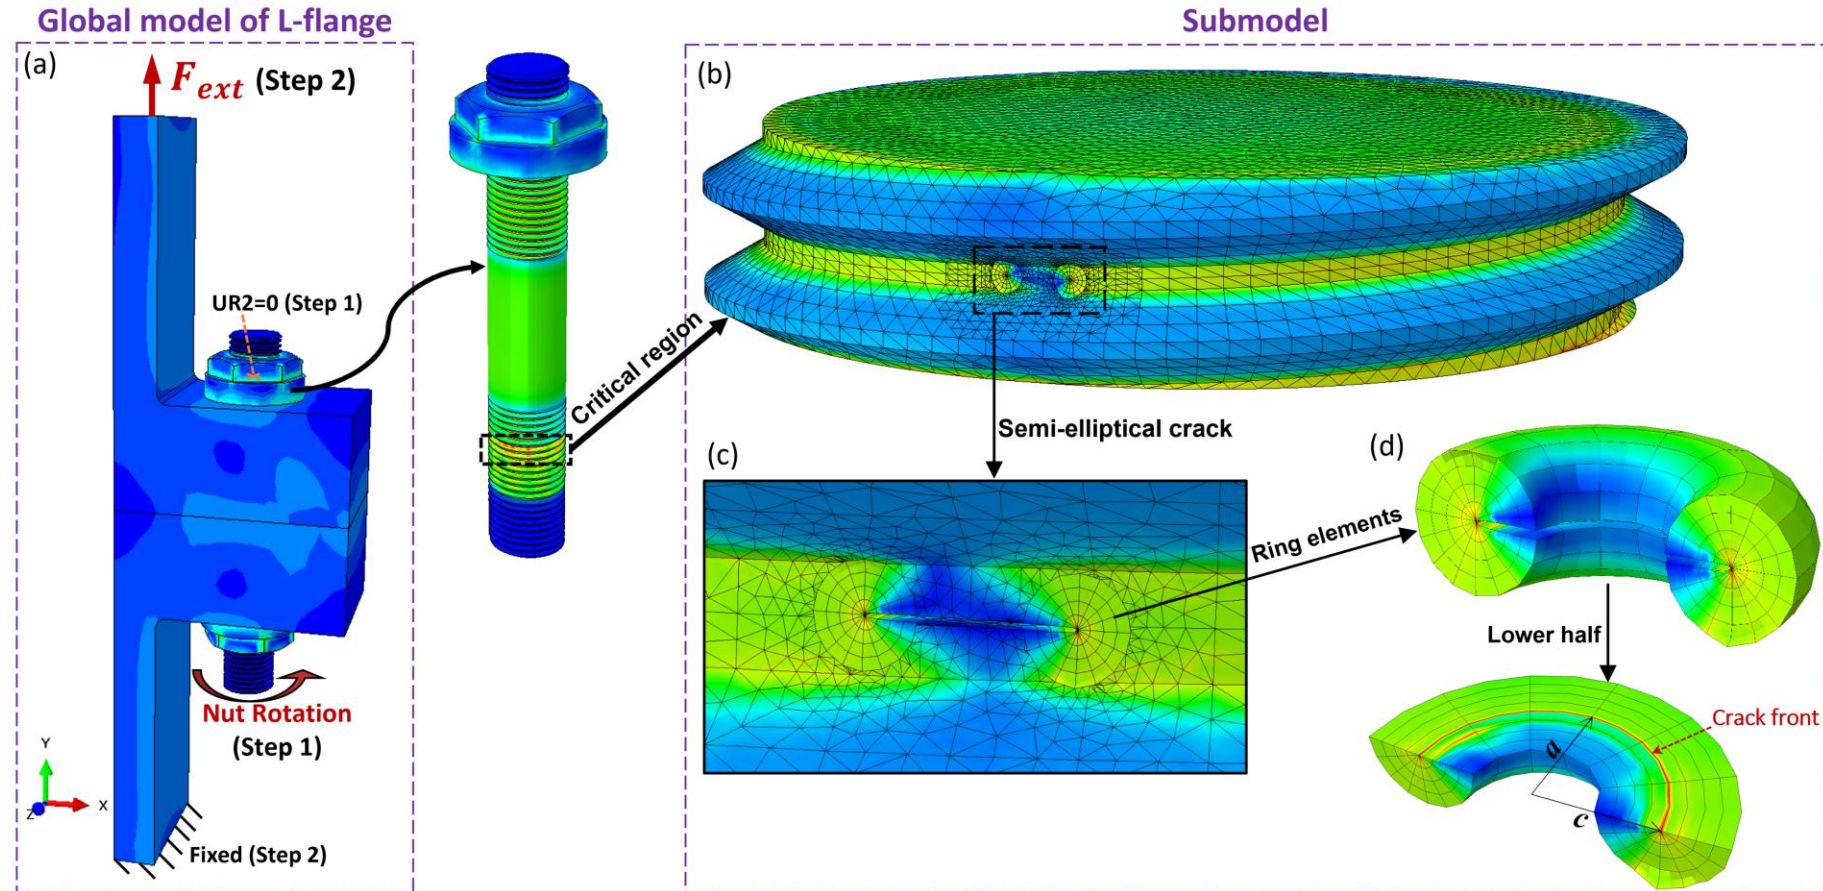 Global model of L-flange
Submodel
(a)
F_ext (Step 2)
UR2=0 (Step 1)
Nut Rotation
(Step 1)
Y
X
Z
Fixed (Step 2)
Critical region
(b)
Semi-elliptical crack
(c)
Ring elements
(d)
Lower half
Crack front
a
c